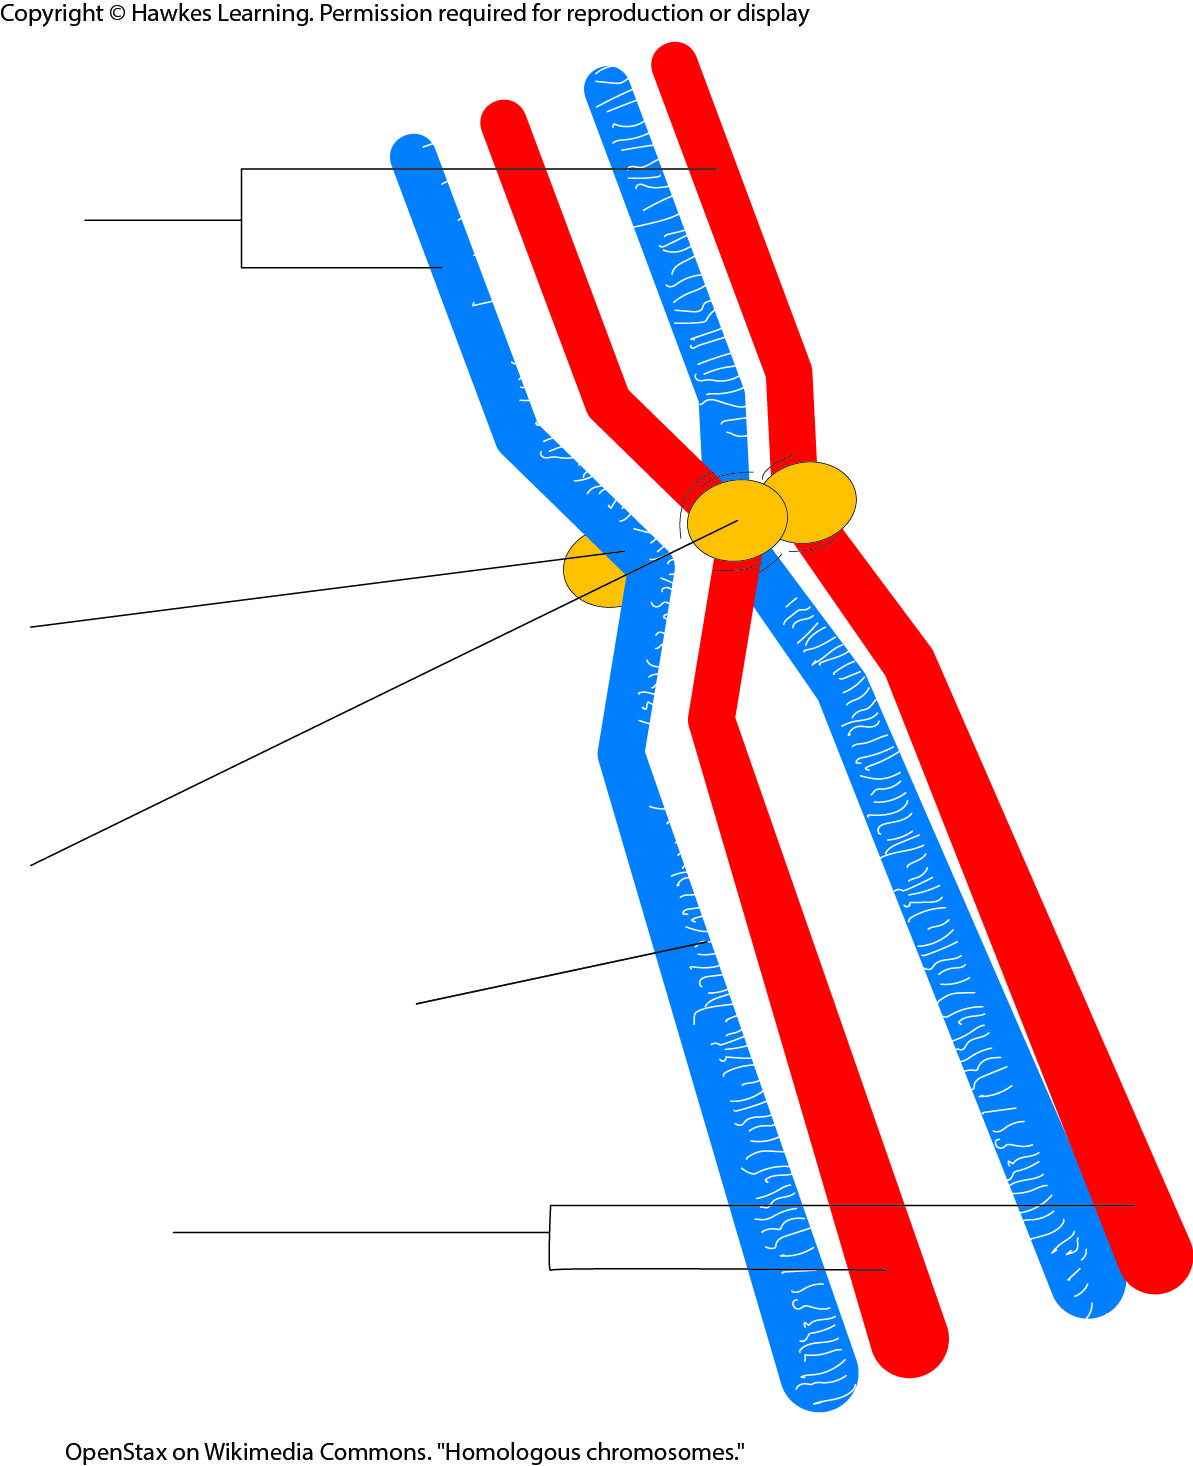 Copyright © Hawkes Learning. Permission required for reproduction or display
OpenStax on Wikimedia Commons. "Homologous chromosomes."